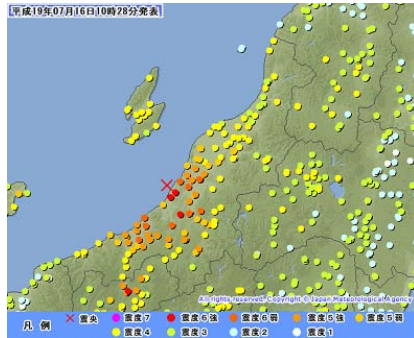 平成19年07月16日10時28分発表
All rights reserved. Copyright © Japan Meteorological Agency
凡 例 × 震央 震度7 震度6強 震度6弱 震度5強 震度5弱
震度4 震度3 震度2 震度1